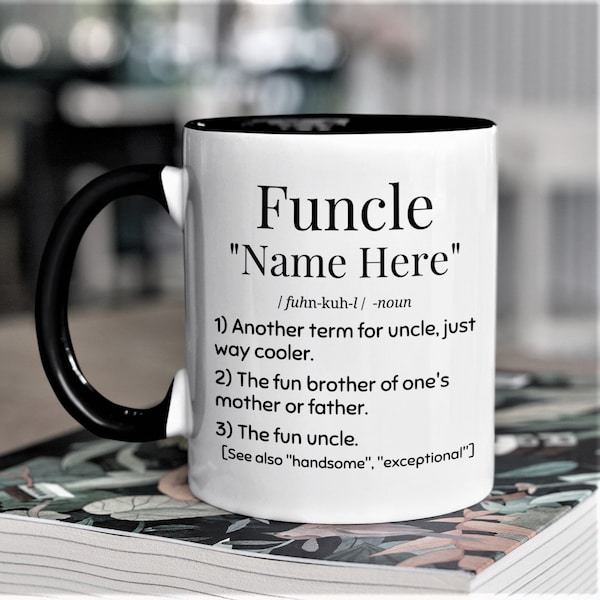 Funcle
"Name Here"
/ fuhn-kuh-l / -noun
1) Another term for uncle, just
way cooler.
2) The fun brother of one's
mother or father.
3) The fun uncle.
[See also "handsome", "exceptional"]